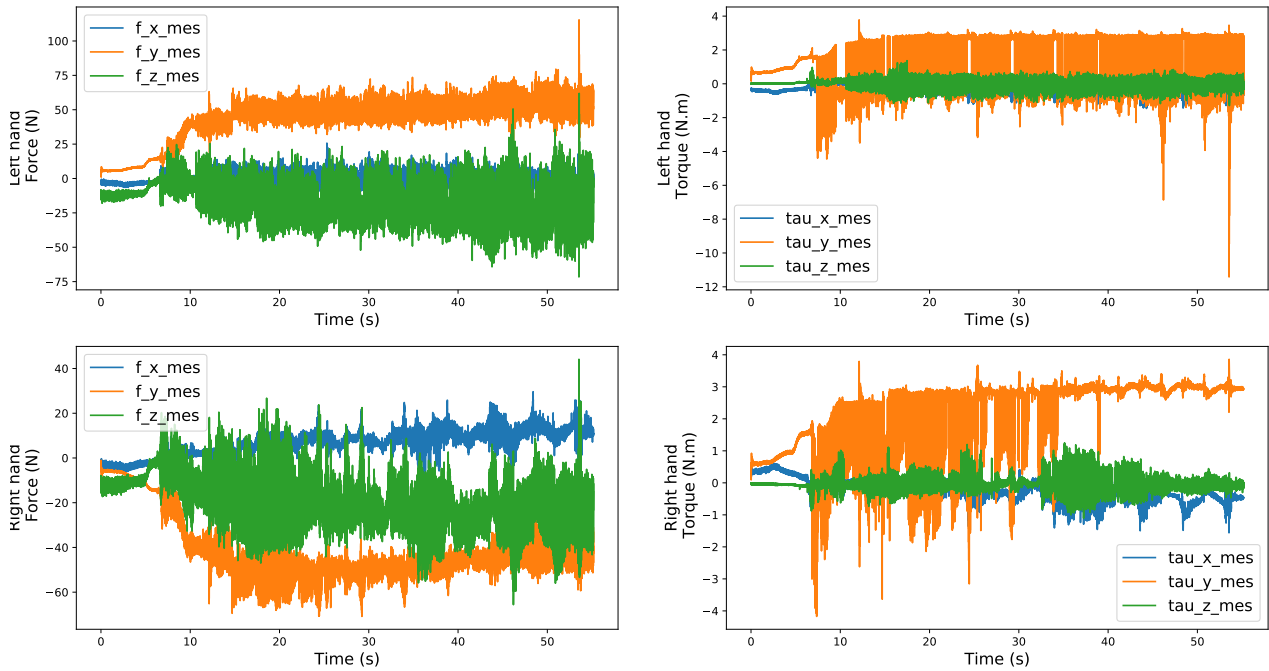 f_x_mes
f_y_mes
f_z_mes
100
75
50
25
0
−25
−50
−75
Left hand
Force (N)
0 10 20 30 40 50
Time (s)
4
2
0
−2
−4
−6
−8
−10
−12
Left hand
Torque (N.m)
tau_x_mes
tau_y_mes
tau_z_mes
0 10 20 30 40 50
Time (s)
f_x_mes
f_y_mes
f_z_mes
40
20
0
−20
−40
−60
Right hand
Force (N)
0 10 20 30 40 50
Time (s)
4
3
2
1
0
−1
−2
−3
−4
Right hand
Torque (N.m)
tau_x_mes
tau_y_mes
tau_z_mes
0 10 20 30 40 50
Time (s)